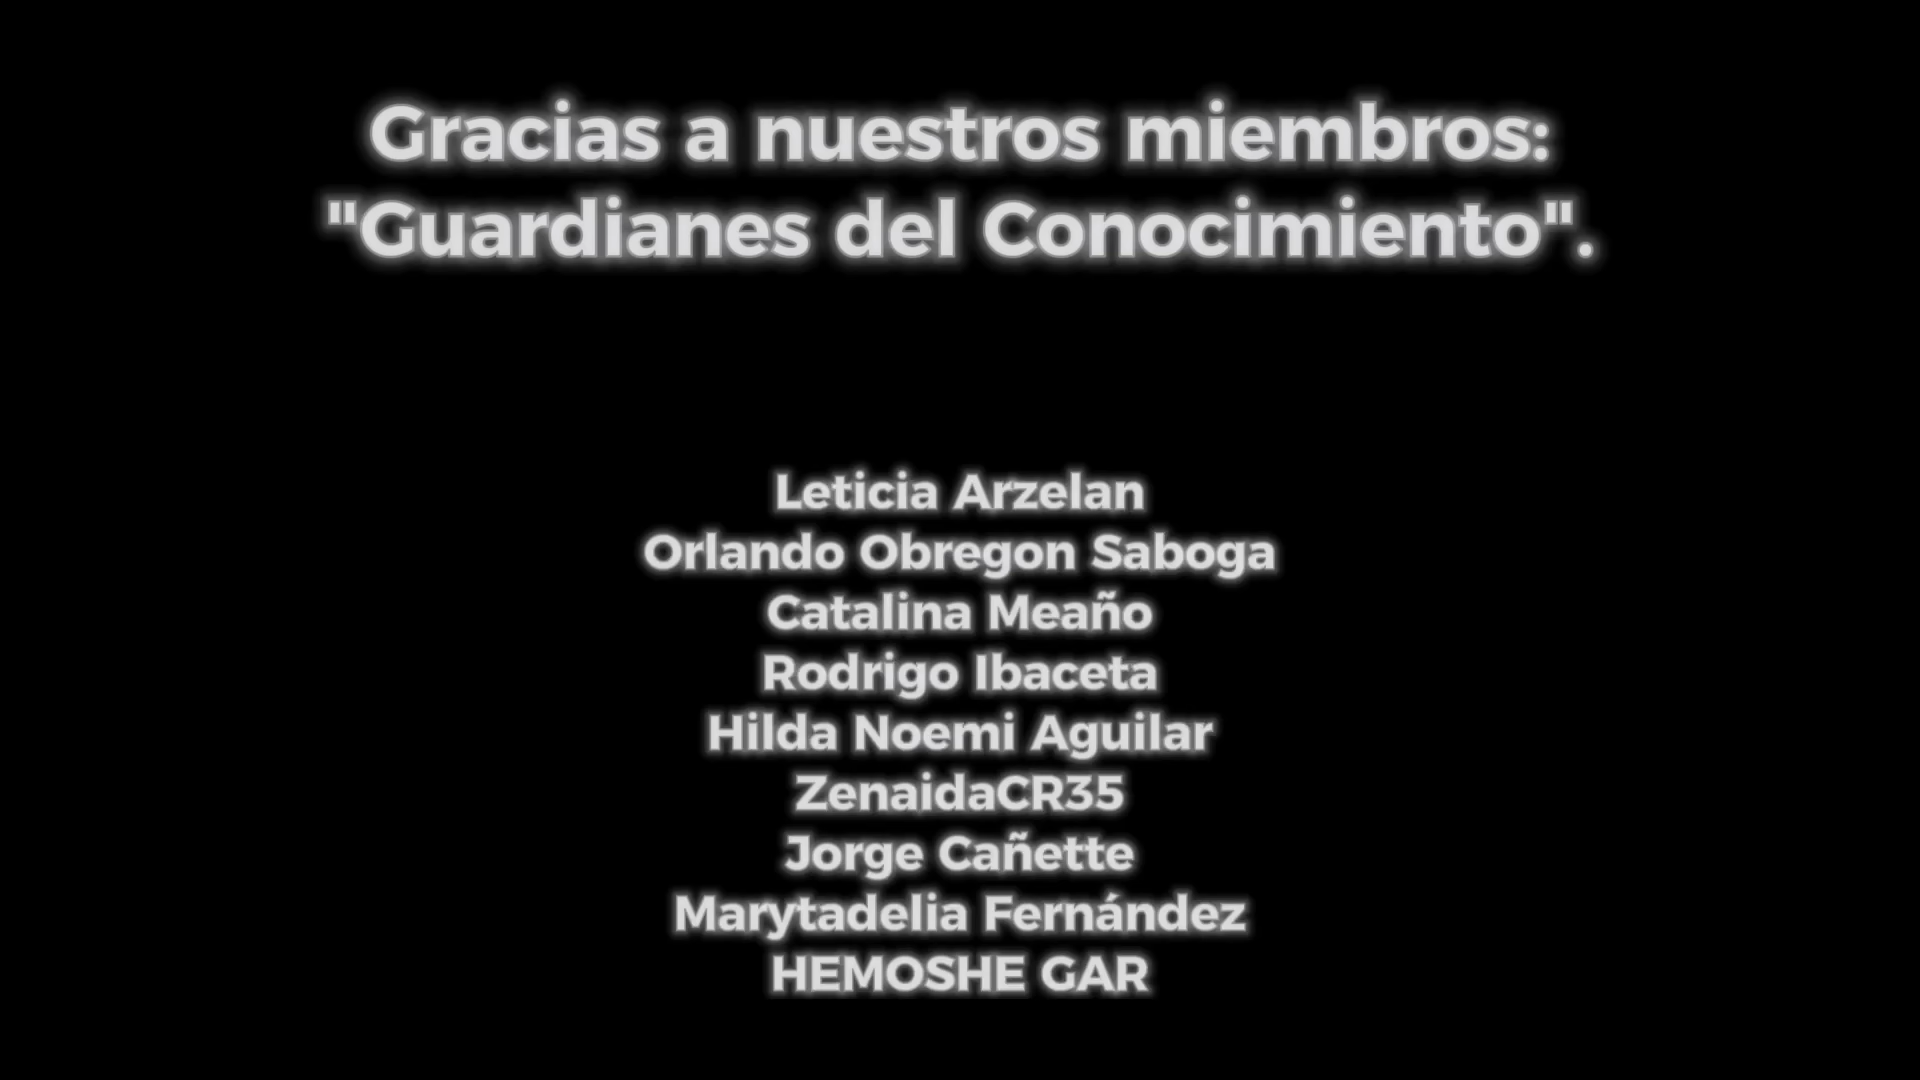 Gracias a nuestros miembros:
"Guardianes del Conocimiento".
Leticia Arzelan
Orlando Obregon Saboga
Catalina Meaño
Rodrigo Ibaceta
Hilda Noemi Aguilar
ZenaidaCR35
Jorge Cañette
Marytadelia Fernández
HEMOSHE GAR